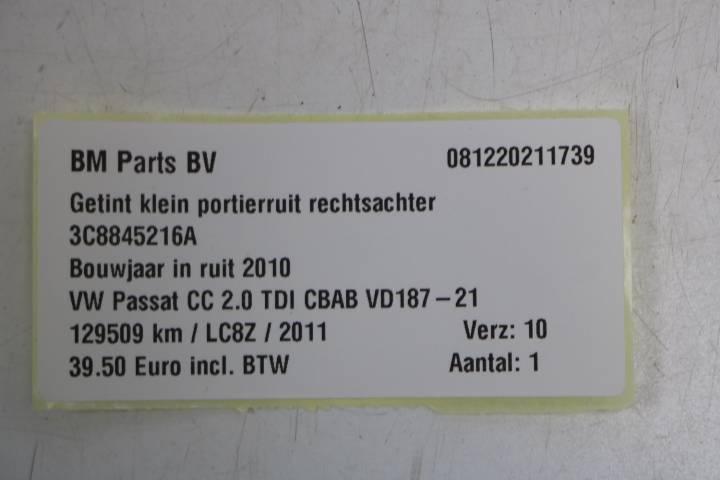 BM Parts BV 081220211739
Getint klein portierruit rechtsachter
3C8845216A
Bouwjaar in ruit 2010
VW Passat CC 2.0 TDI CBAB VD187-21
129509 km / LC8Z / 2011 Verz: 10
39.50 Euro incl. BTW Aantal: 1